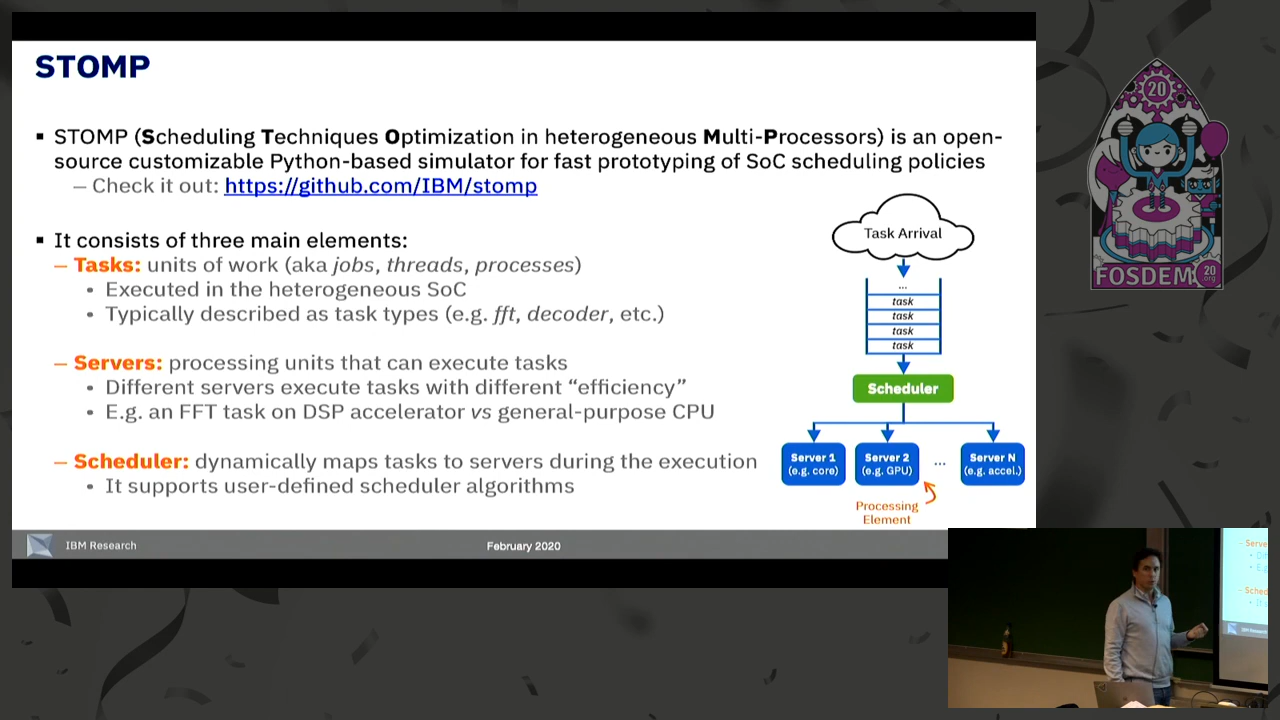 STOMP
▪ STOMP (Scheduling Techniques Optimization in heterogeneous Multi-Processors) is an open-
source customizable Python-based simulator for fast prototyping of SoC scheduling policies
– Check it out: https://github.com/IBM/stomp
▪ It consists of three main elements:
– Tasks: units of work (aka jobs, threads, processes)
• Executed in the heterogeneous SoC
• Typically described as task types (e.g. fft, decoder, etc.)
– Servers: processing units that can execute tasks
• Different servers execute tasks with different “efficiency”
• E.g. an FFT task on DSP accelerator vs general-purpose CPU
– Scheduler: dynamically maps tasks to servers during the execution
• It supports user-defined scheduler algorithms
Task Arrival
...
task
task
task
task
Scheduler
Server 1
(e.g. core)
Server 2
(e.g. GPU)
...
Server N
(e.g. accel.)
Processing
Element
IBM Research
February 2020
20
FOSDEM
20
.org
– Serve
– Sched
IBM Research